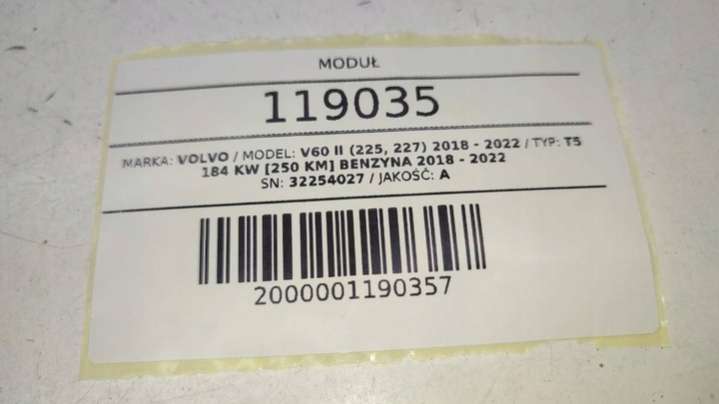 MODUŁ
119035
MARKA: VOLVO / MODEL: V60 II (225, 227) 2018 - 2022 / TYP: T5
184 KW [250 KM] BENZYNA 2018 - 2022
SN: 32254027 / JAKOŚĆ: A
2000001190357